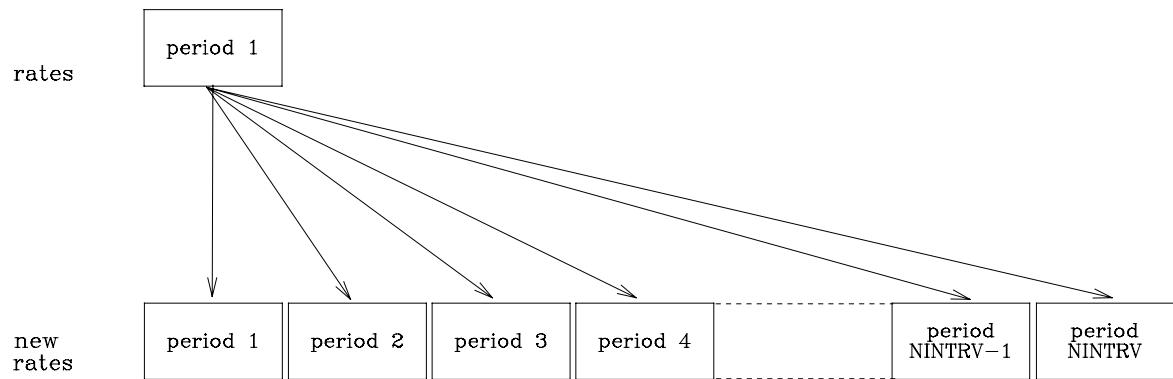 period 1
rates
new
rates
period 1
period 2
period 3
period 4
period
NINTRV-1
period
NINTRV